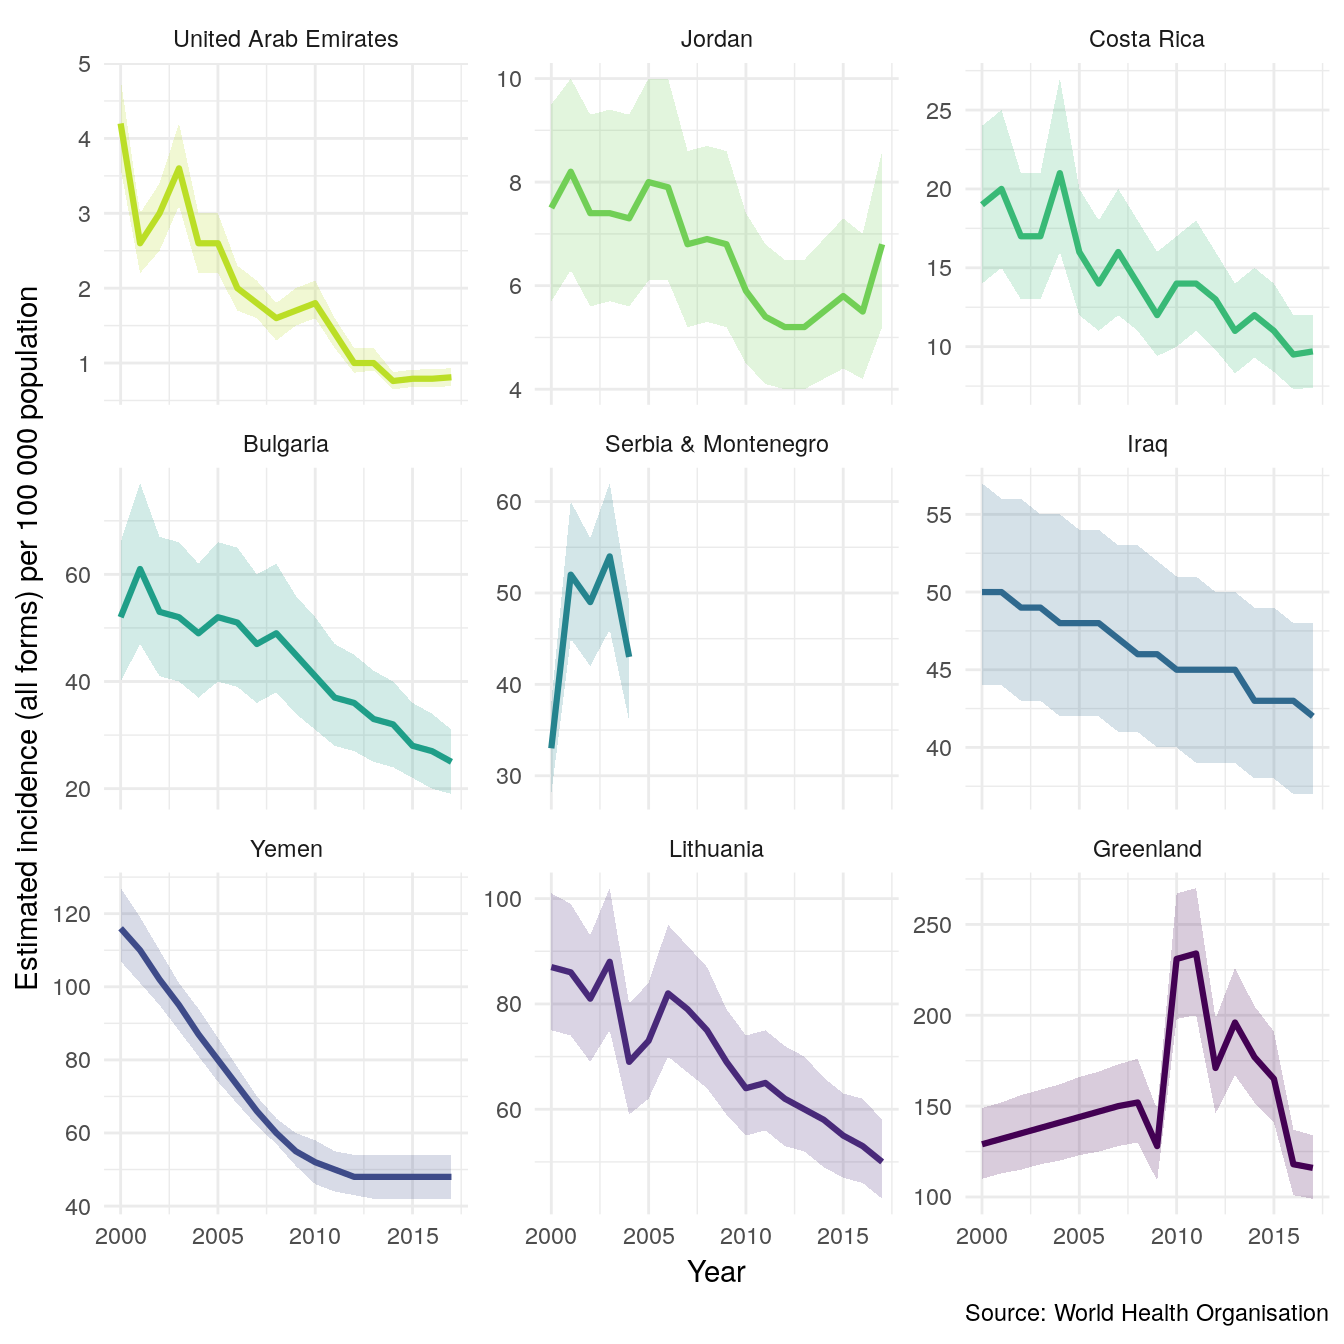 United Arab Emirates
Jordan
Costa Rica
5
4
3
2
1
10
8
6
4
25
20
15
10
Estimated incidence (all forms) per 100 000 population
Bulgaria
Serbia & Montenegro
Iraq
60
40
20
60
50
40
30
55
50
45
40
Yemen
Lithuania
Greenland
120
100
80
60
40
100
80
60
250
200
150
100
2000 2005 2010 2015
2000 2005 2010 2015
2000 2005 2010 2015
Year
Source: World Health Organisation